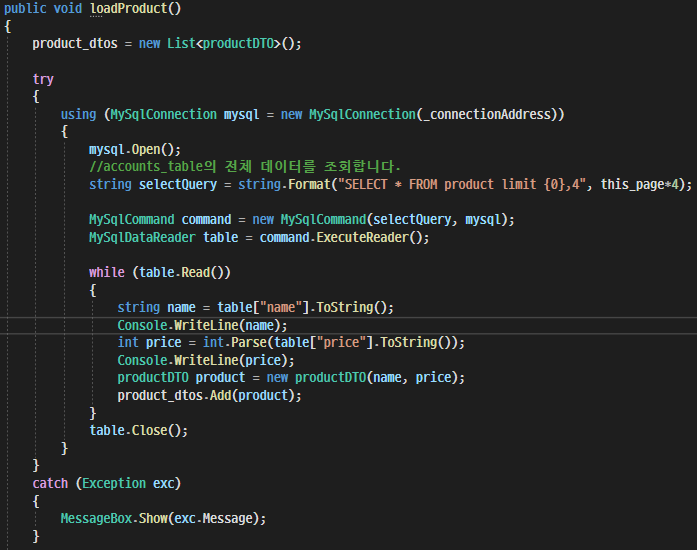 public void loadProduct()
{
product_dtos = new List<productDTO>();
try
{
using (MySqlConnection mysql = new MySqlConnection(_connectionAddress))
{
mysql.Open();
//accounts_table의 전체 데이터를 조회합니다.
string selectQuery = string.Format("SELECT * FROM product limit {0},4", this_page*4);
MySqlCommand command = new MySqlCommand(selectQuery, mysql);
MySqlDataReader table = command.ExecuteReader();
while (table.Read())
{
string name = table["name"].ToString();
Console.WriteLine(name);
int price = int.Parse(table["price"].ToString());
Console.WriteLine(price);
productDTO product = new productDTO(name, price);
product_dtos.Add(product);
}
table.Close();
}
}
catch (Exception exc)
{
MessageBox.Show(exc.Message);
}